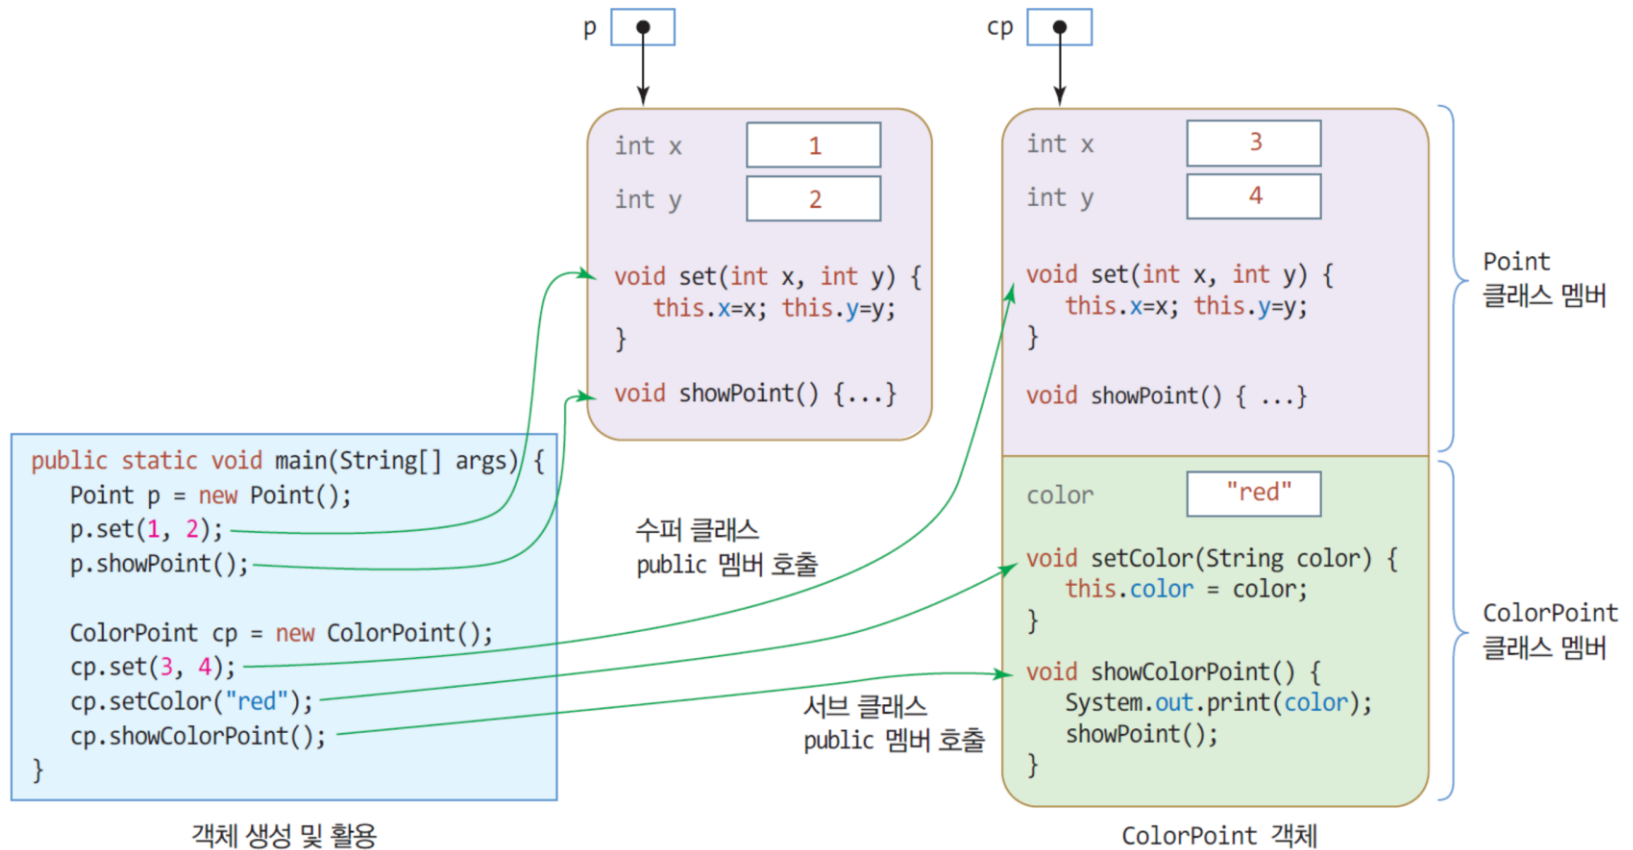 p
cp
int x
1
int y
2
void set(int x, int y) {
this.x=x; this.y=y;
}
void showPoint() {...}
int x
3
int y
4
void set(int x, int y) {
this.x=x; this.y=y;
}
void showPoint() { ...}
Point
클래스 멤버
public static void main(String[] args) {
Point p = new Point();
p.set(1, 2);
p.showPoint();
ColorPoint cp = new ColorPoint();
cp.set(3, 4);
cp.setColor("red");
cp.showColorPoint();
}
수퍼 클래스
public 멤버 호출
서브 클래스
public 멤버 호출
color
"red"
void setColor(String color) {
this.color = color;
}
void showColorPoint() {
System.out.print(color);
showPoint();
}
ColorPoint
클래스 멤버
객체 생성 및 활용
ColorPoint 객체